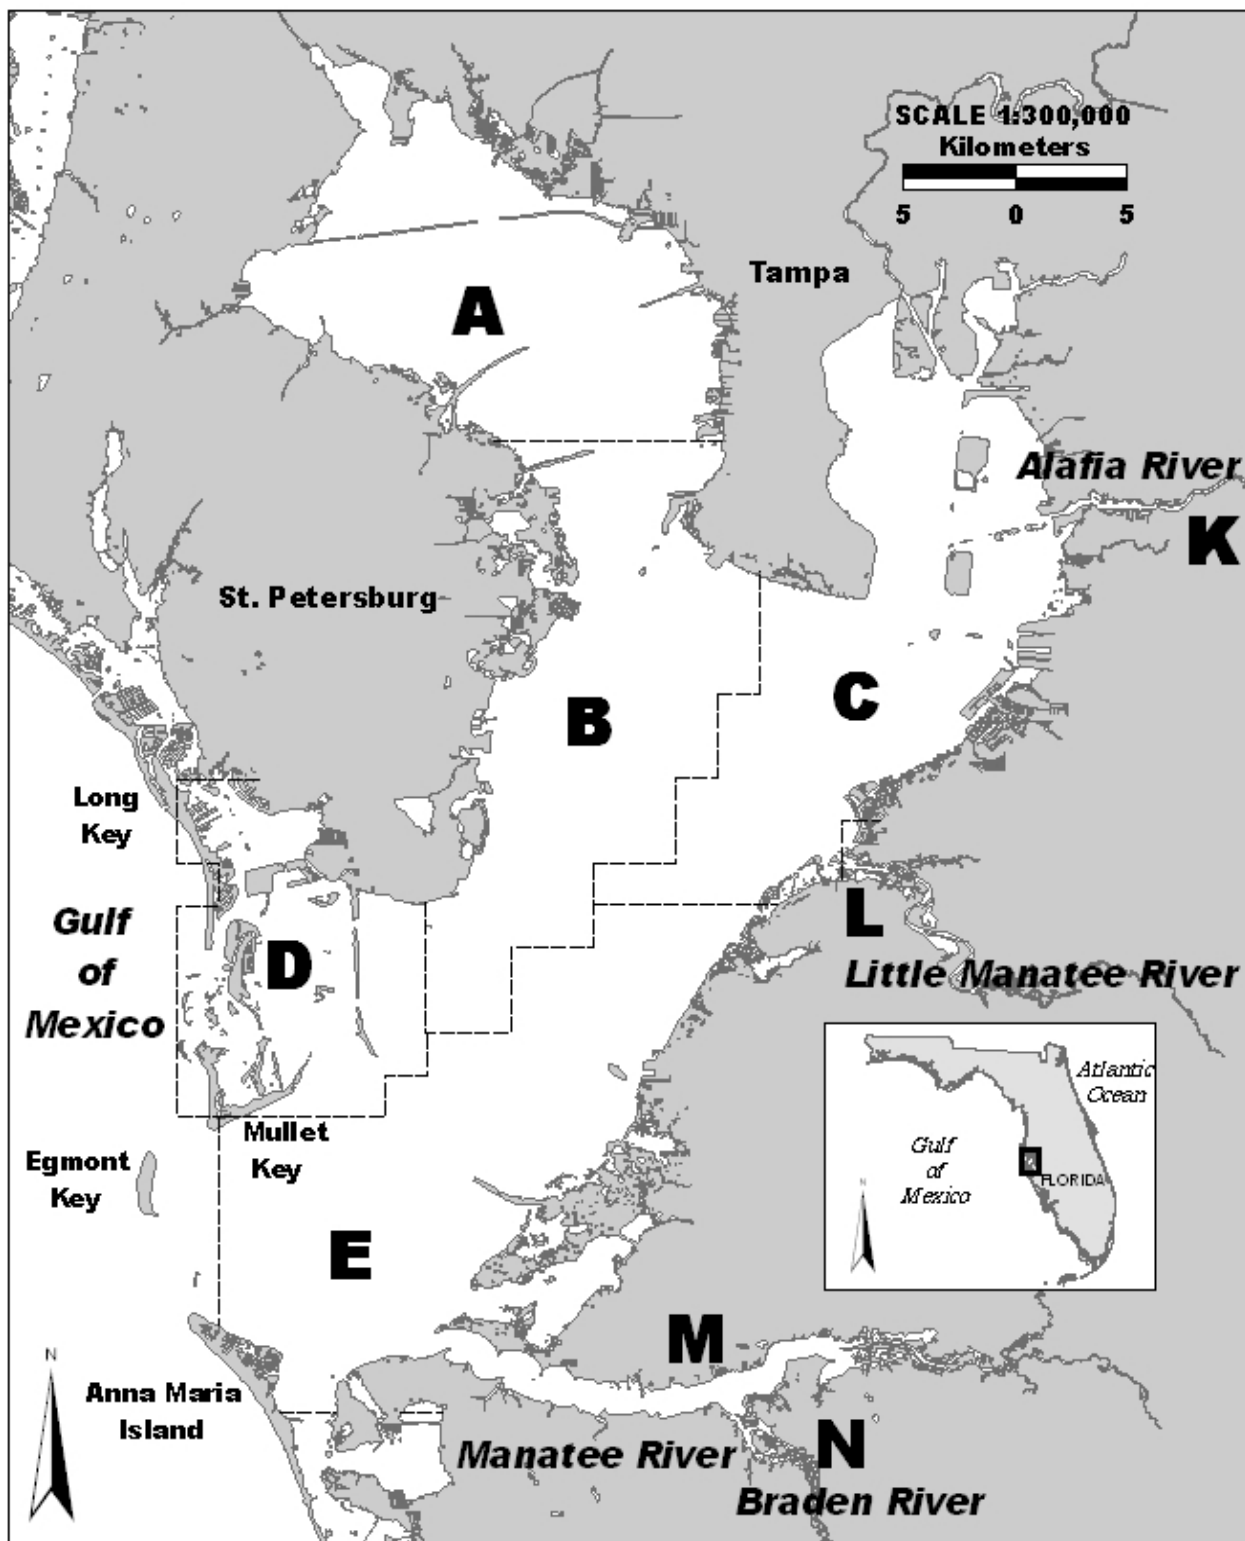 SCALE 1:300,000
Kilometers
5 0 5
Tampa
A
Alafia River
K
St. Petersburg
C
B
Long
Key
L
Gulf
of
Mexico
D
Little Manatee River
Atlantic
Ocean
Mullet
Key
Egmont
Key
Gulf
of
Mexico
FLORIDA
N
E
M
N
Anna Maria
Island
N
Manatee River
Braden River